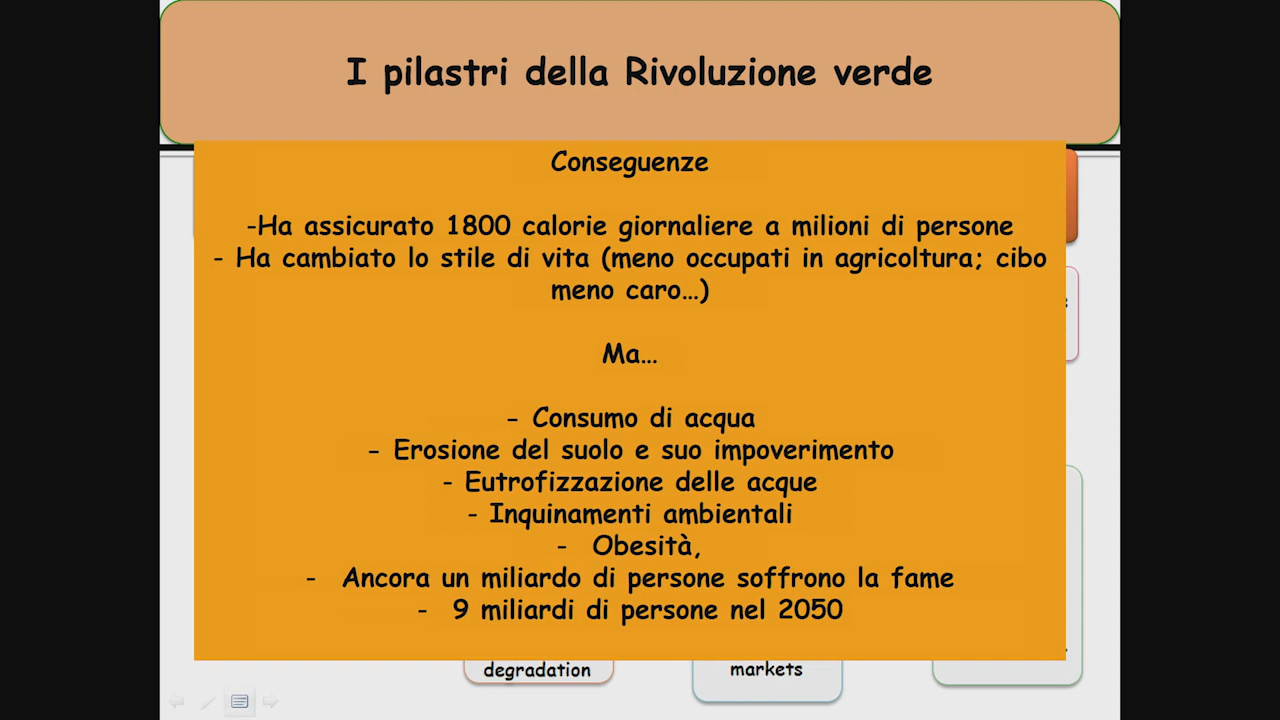 I pilastri della Rivoluzione verde
Conseguenze
-Ha assicurato 1800 calorie giornaliere a milioni di persone
- Ha cambiato lo stile di vita (meno occupati in agricoltura; cibo
meno caro...)
Ma...
- Consumo di acqua
- Erosione del suolo e suo impoverimento
- Eutrofizzazione delle acque
- Inquinamenti ambientali
- Obesità,
- Ancora un miliardo di persone soffrono la fame
- 9 miliardi di persone nel 2050
degradation
markets